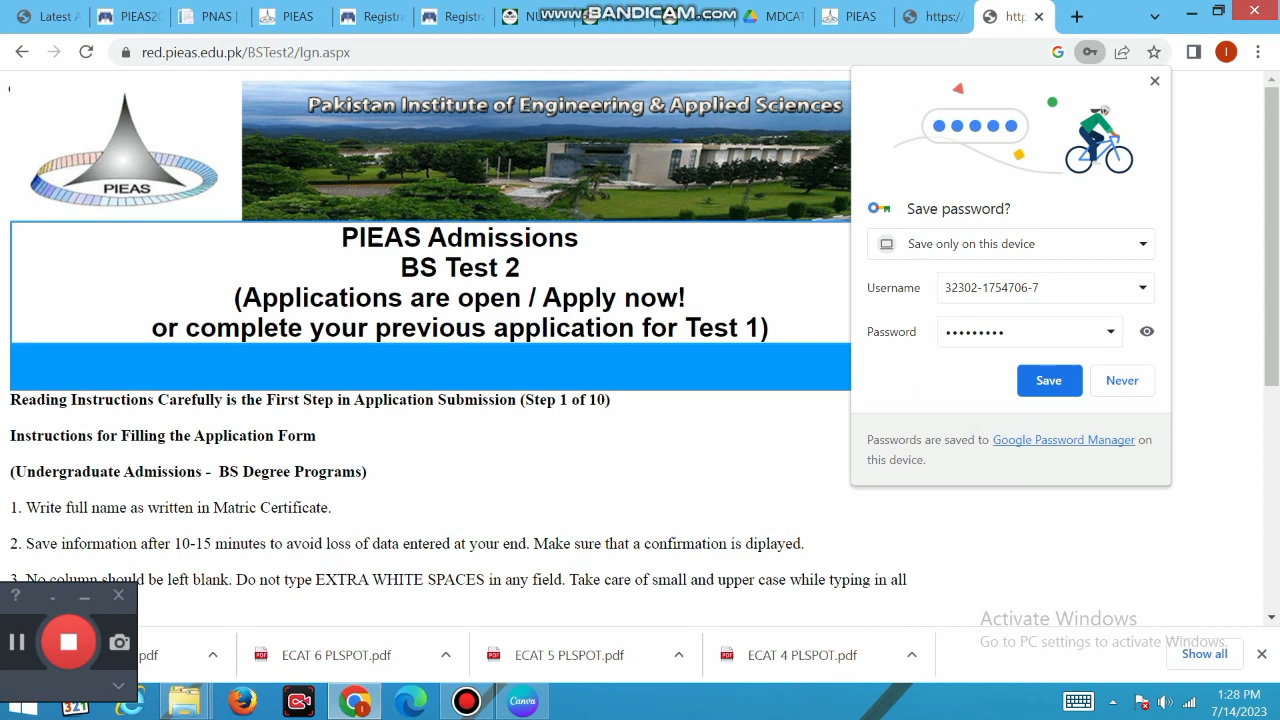 Latest A
PIEAS2
PNAS
PIEAS
Registr
Registr
NU
www.BANDICAM.com
MDCAT
PIEAS
https:/
http
red.pieas.edu.pk/BSTest2/lgn.aspx
I
PIEAS
Pakistan Institute of Engineering & Applied Sciences
PIEAS Admissions
BS Test 2
(Applications are open / Apply now!
or complete your previous application for Test 1)
Save password?
Save only on this device
Username
32302-1754706-7
Password
•••••••••
Save
Never
Passwords are saved to Google Password Manager on
this device.
Reading Instructions Carefully is the First Step in Application Submission (Step 1 of 10)
Instructions for Filling the Application Form
(Undergraduate Admissions - BS Degree Programs)
1. Write full name as written in Matric Certificate.
2. Save information after 10-15 minutes to avoid loss of data entered at your end. Make sure that a confirmation is diplayed.
3. No column should be left blank. Do not type EXTRA WHITE SPACES in any field. Take care of small and upper case while typing in all
Activate Windows
Go to PC settings to activate Windows.
pdf
ECAT 6 PLSPOT.pdf
ECAT 5 PLSPOT.pdf
ECAT 4 PLSPOT.pdf
Show all
321
Canva
1:28 PM
7/14/2023